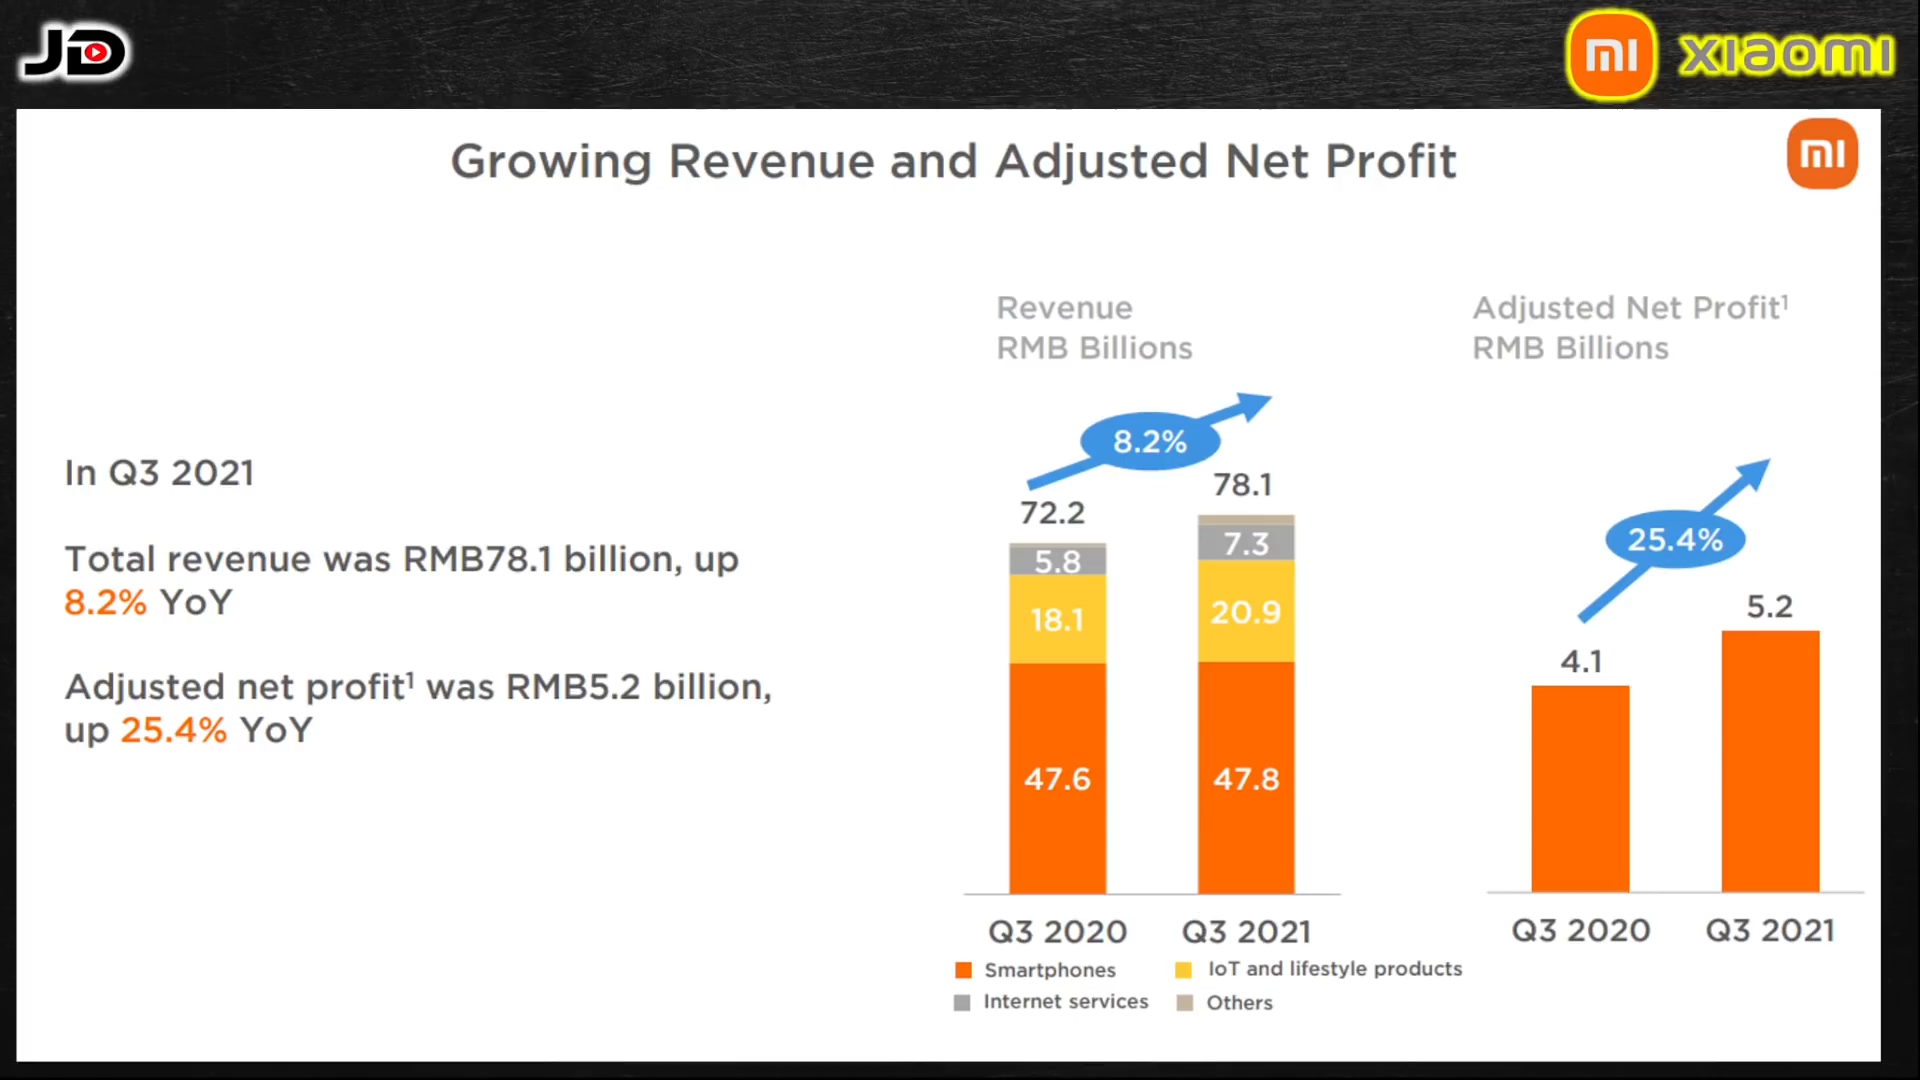 JD
mi xiaomi
Growing Revenue and Adjusted Net Profit
mi
Revenue
RMB Billions
Adjusted Net Profit¹
RMB Billions
In Q3 2021
Total revenue was RMB78.1 billion, up
8.2% YoY
Adjusted net profit¹ was RMB5.2 billion,
up 25.4% YoY
8.2%
72.2
78.1
5.8
7.3
18.1
20.9
47.6
47.8
Q3 2020
Q3 2021
Smartphones
IoT and lifestyle products
Internet services
Others
25.4%
4.1
5.2
Q3 2020
Q3 2021